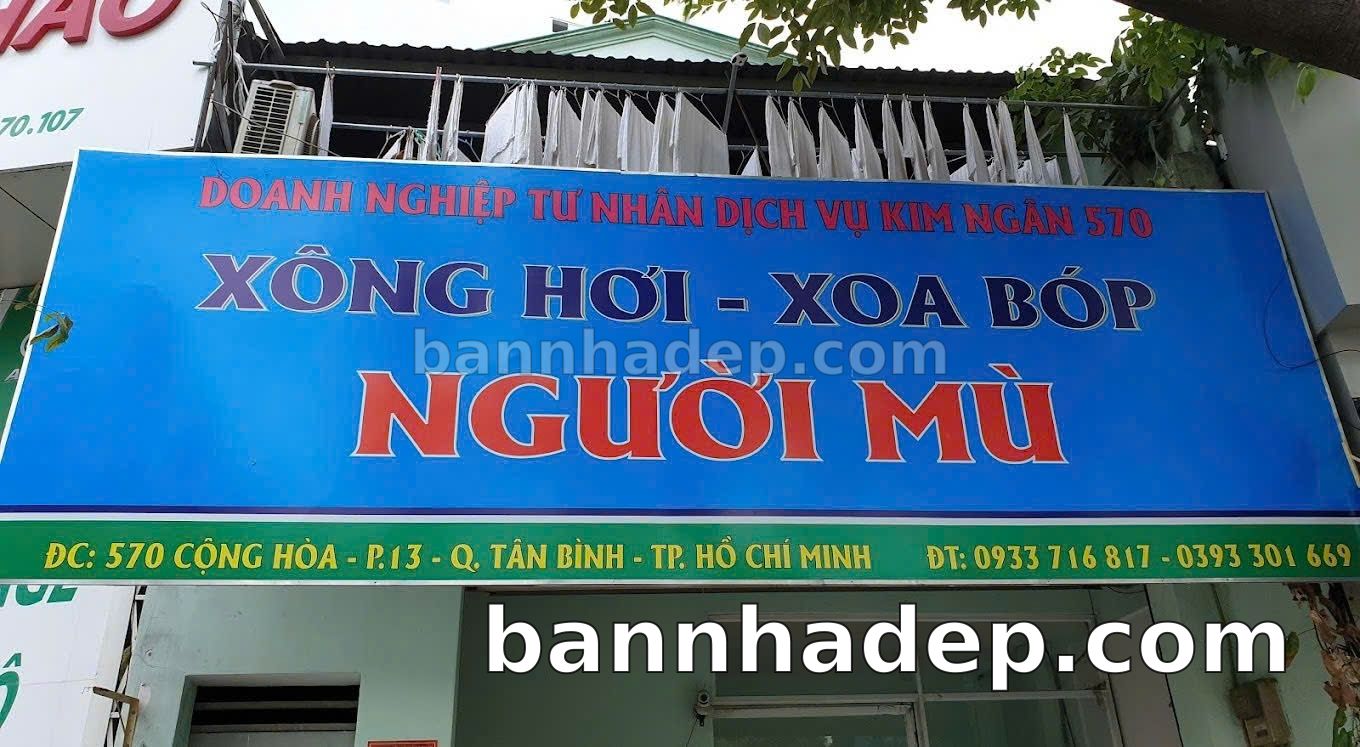 HAO
70.107
DOANH NGHIỆP TƯ NHÂN DỊCH VỤ KIM NGÂN 570
XÔNG HƠI - XOA BÓP
bannhadep.com
NGƯỜI MÙ
ĐC: 570 CỘNG HÒA - P.13 - Q. TÂN BÌNH - TP. HỒ CHÍ MINH ĐT: 0933 716 817 - 0393 301 669
bannhadep.com